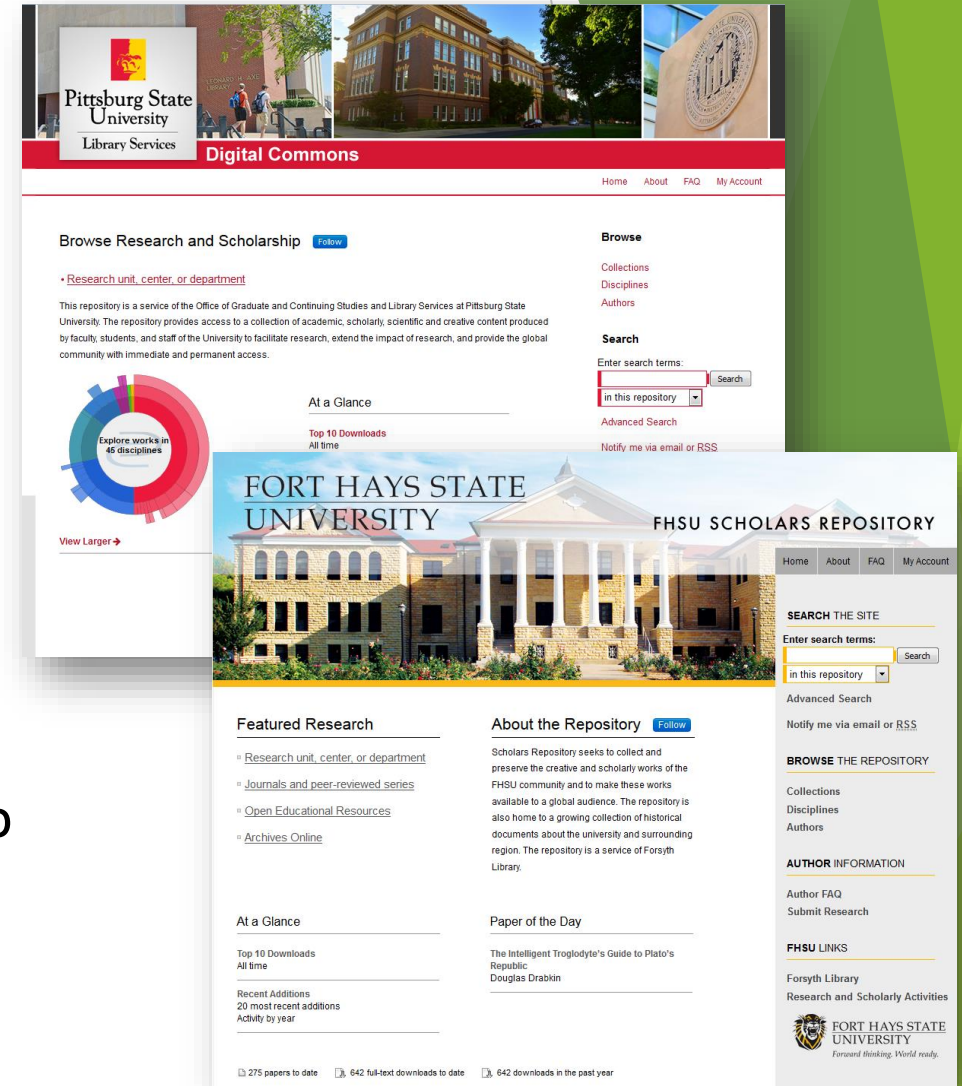 Pittsburg State
University
Library Services
Digital Commons
Home About FAQ My Account
Browse Research and Scholarship Follow
• Research unit, center, or department
This repository is a service of the Office of Graduate and Continuing Studies and Library Services at Pittsburg State
University. The repository provides access to a collection of academic, scholarly, scientific and creative content produced
by faculty, students, and staff of the University to facilitate research, extend the impact of research, and provide the global
community with immediate and permanent access.
Explore works in
45 disciplines
View Larger →
At a Glance
Top 10 Downloads
All time
Browse
Collections
Disciplines
Authors
Search
Enter search terms:
Search
in this repository
Advanced Search
Notify me via email or RSS
FORT HAYS STATE
UNIVERSITY
FHSU SCHOLARS REPOSITORY
Home About FAQ My Account
Featured Research
Research unit, center, or department
Journals and peer-reviewed series
Open Educational Resources
Archives Online
About the Repository Follow
Scholars Repository seeks to collect and
preserve the creative and scholarly works of the
FHSU community and to make these works
available to a global audience. The repository is
also home to a growing collection of historical
documents about the university and surrounding
region. The repository is a service of Forsyth
Library.
At a Glance
Top 10 Downloads
All time
Recent Additions
20 most recent additions
Activity by year
Paper of the Day
The Intelligent Troglodyte's Guide to Plato's
Republic
Douglas Drabkin
275 papers to date 642 full-text downloads to date 642 downloads in the past year
SEARCH THE SITE
Enter search terms:
Search
in this repository
Advanced Search
Notify me via email or RSS
BROWSE THE REPOSITORY
Collections
Disciplines
Authors
AUTHOR INFORMATION
Author FAQ
Submit Research
FHSU LINKS
Forsyth Library
Research and Scholarly Activities
FORT HAYS STATE
UNIVERSITY
Forward thinking. World ready.